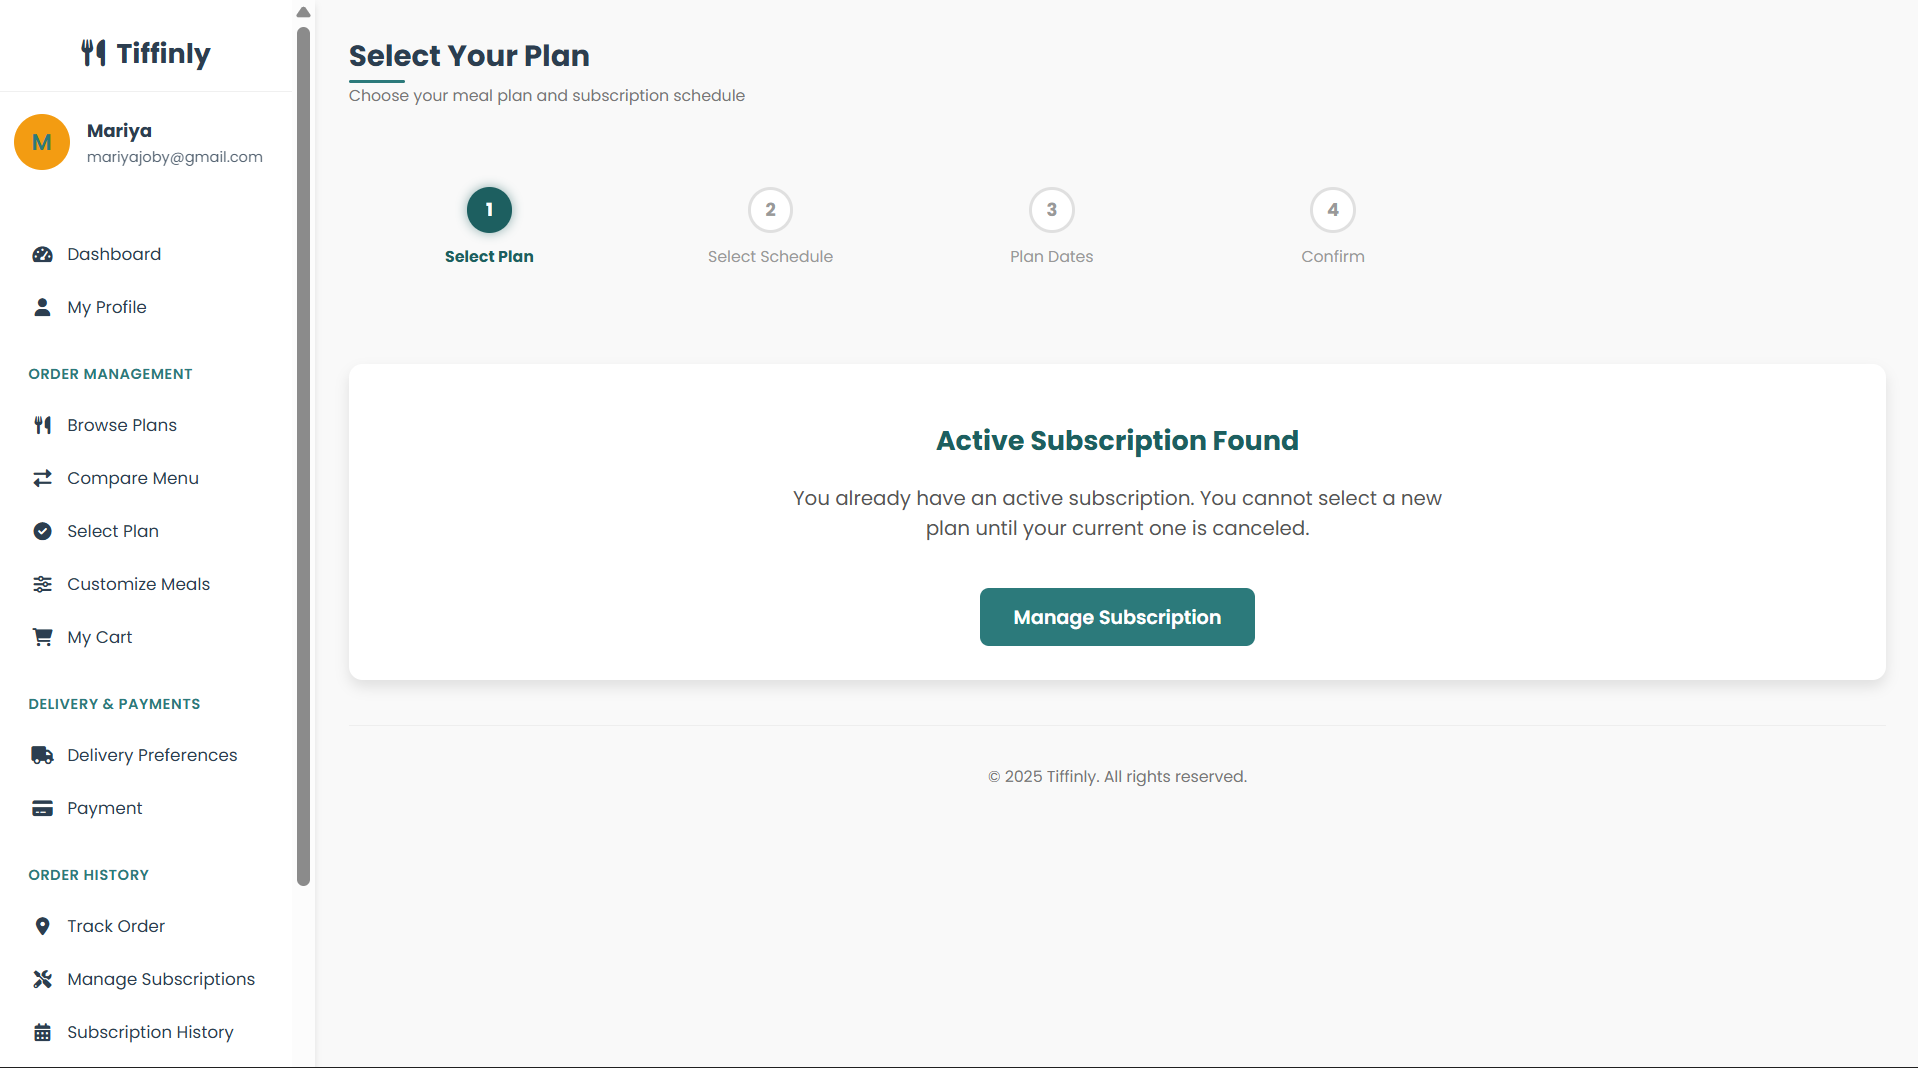 Tiffinly
M
Mariya
mariyajoby@gmail.com
Dashboard
My Profile
ORDER MANAGEMENT
Browse Plans
Compare Menu
Select Plan
Customize Meals
My Cart
DELIVERY & PAYMENTS
Delivery Preferences
Payment
ORDER HISTORY
Track Order
Manage Subscriptions
Subscription History
Select Your Plan
Choose your meal plan and subscription schedule
1
Select Plan
2
Select Schedule
3
Plan Dates
4
Confirm
Active Subscription Found
You already have an active subscription. You cannot select a new
plan until your current one is canceled.
Manage Subscription
© 2025 Tiffinly. All rights reserved.